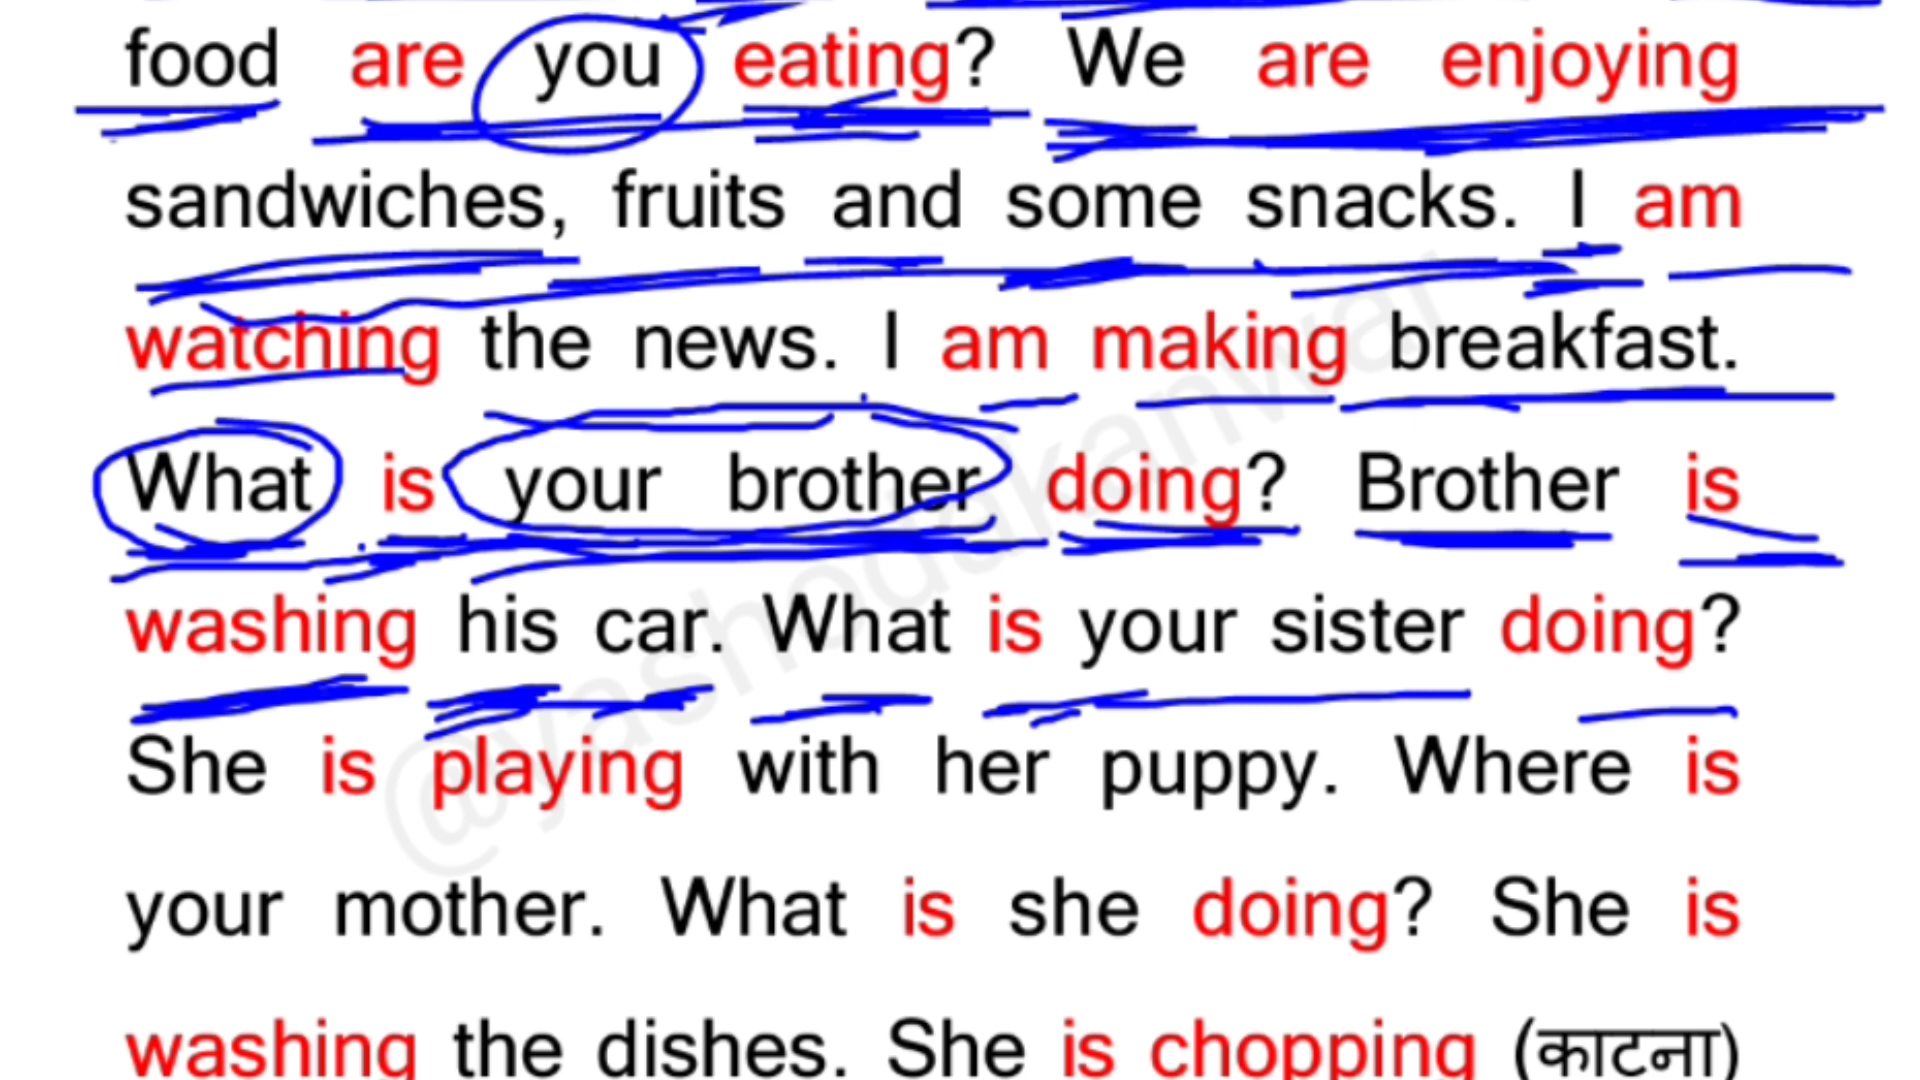 food are you eating? We are enjoying
sandwiches, fruits and some snacks. I am
watching the news. I am making breakfast.
What is your brother doing? Brother is
washing his car. What is your sister doing?
She is playing with her puppy. Where is
your mother. What is she doing? She is
washing the dishes. She is chopping (काटना)
@yashodakanwar